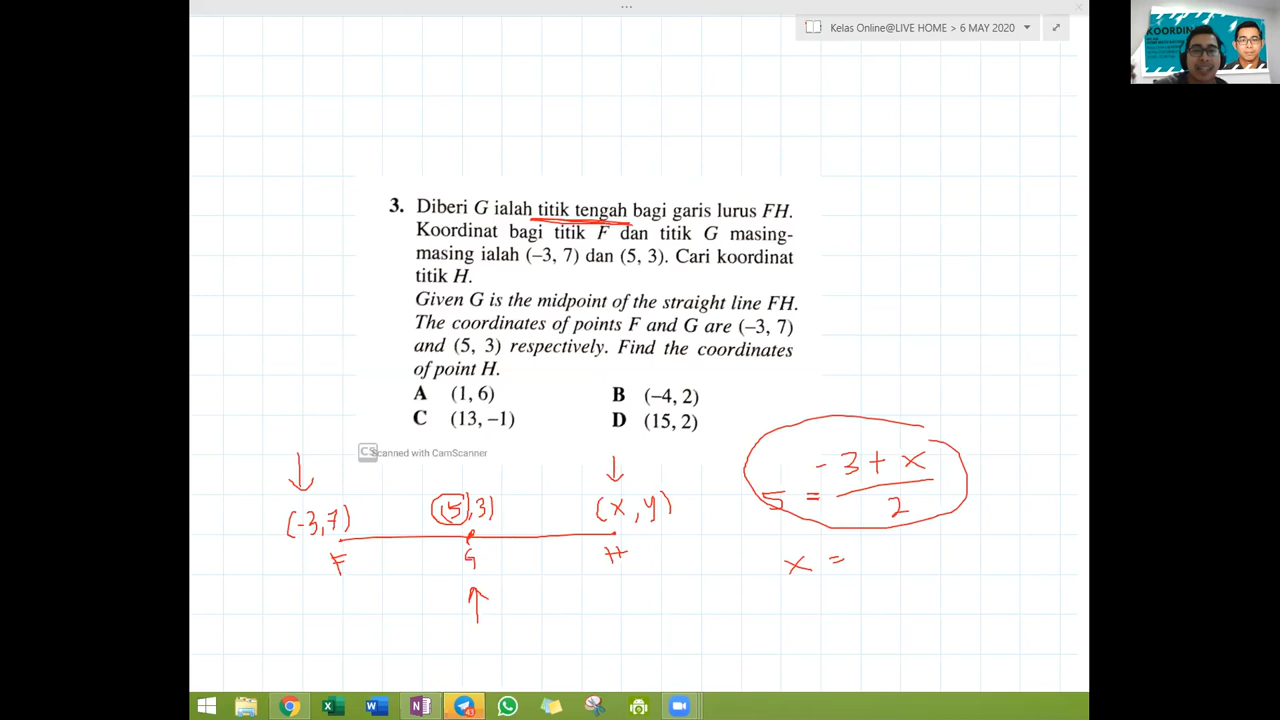 Kelas Online@LIVE HOME > 6 MAY 2020
KOORDINAT
3. Diberi G ialah titik tengah bagi garis lurus FH.
Koordinat bagi titik F dan titik G masing-
masing ialah (–3, 7) dan (5, 3). Cari koordinat
titik H.
Given G is the midpoint of the straight line FH.
The coordinates of points F and G are (–3, 7)
and (5, 3) respectively. Find the coordinates
of point H.
A (1, 6) B (–4, 2)
C (13, –1) D (15, 2)
CS Scanned with CamScanner
(-3,7) (5,3) (x,y)
F G H
5 = -3+x / 2
x =